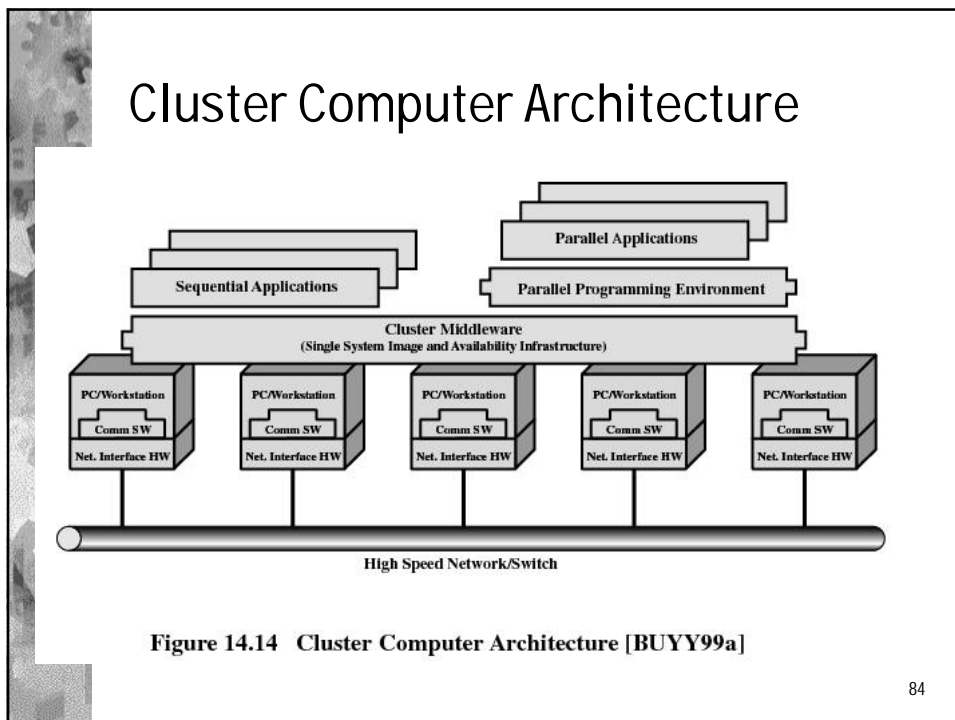 Cluster Computer Architecture
Parallel Applications
Sequential Applications
Parallel Programming Environment
Cluster Middleware
(Single System Image and Availability Infrastructure)
PC/Workstation
Comm SW
Net. Interface HW
PC/Workstation
Comm SW
Net. Interface HW
PC/Workstation
Comm SW
Net. Interface HW
PC/Workstation
Comm SW
Net. Interface HW
PC/Workstation
Comm SW
Net. Interface HW
High Speed Network/Switch
Figure 14.14 Cluster Computer Architecture [BUYY99a]
84